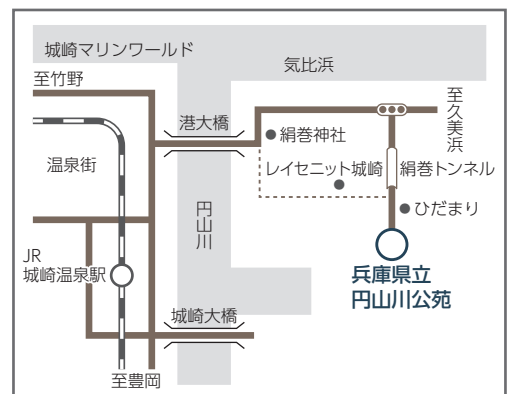 城崎マリンワールド
気比浜
至竹野
至久美浜
港大橋
絹巻神社
温泉街
レイセニット城崎
絹巻トンネル
円山川
ひだまり
JR
城崎温泉駅
兵庫県立
円山川公苑
城崎大橋
至豊岡